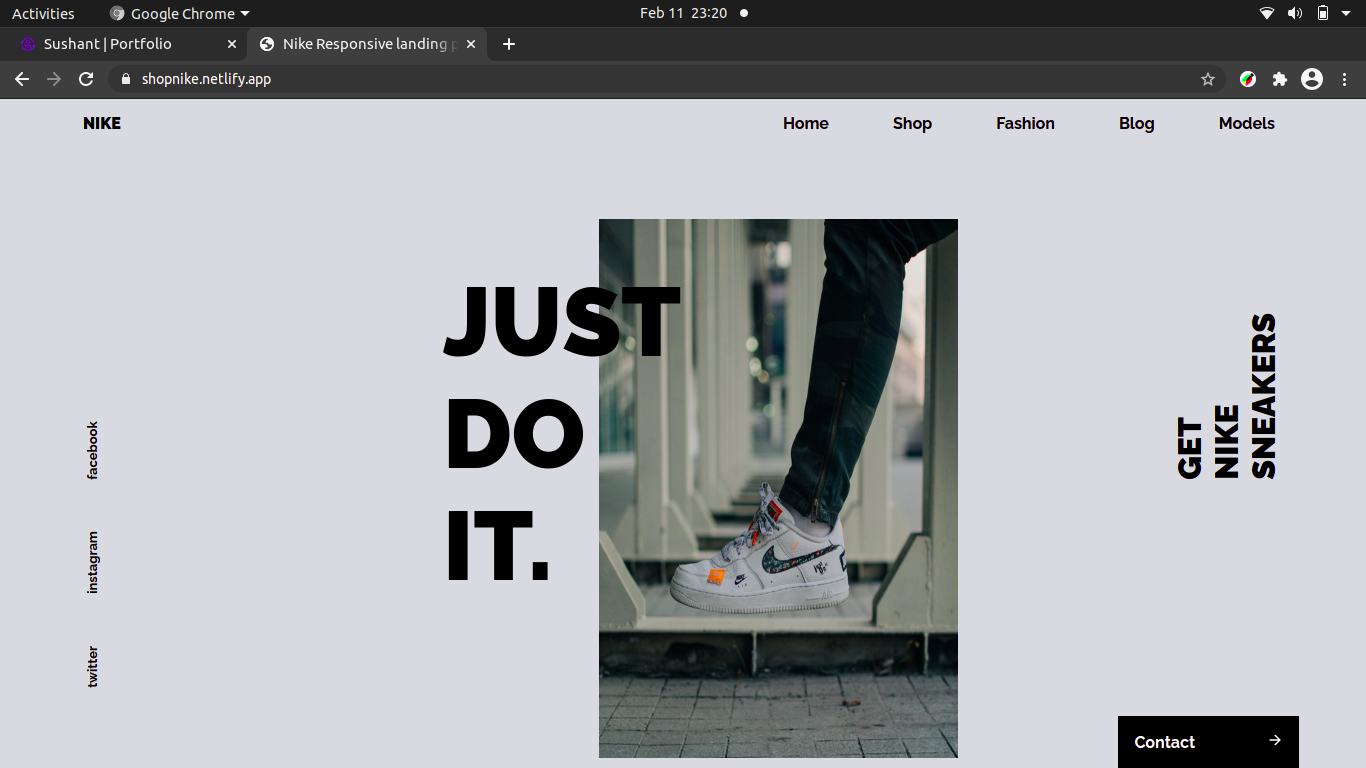 Activities
Google Chrome
Feb 11 23:20
Sushant | Portfolio
Nike Responsive landing p
shopnike.netlify.app
NIKE
Home
Shop
Fashion
Blog
Models
JUST
DO
IT.
facebook
instagram
twitter
GET
NIKE
SNEAKERS
AIR
Contact